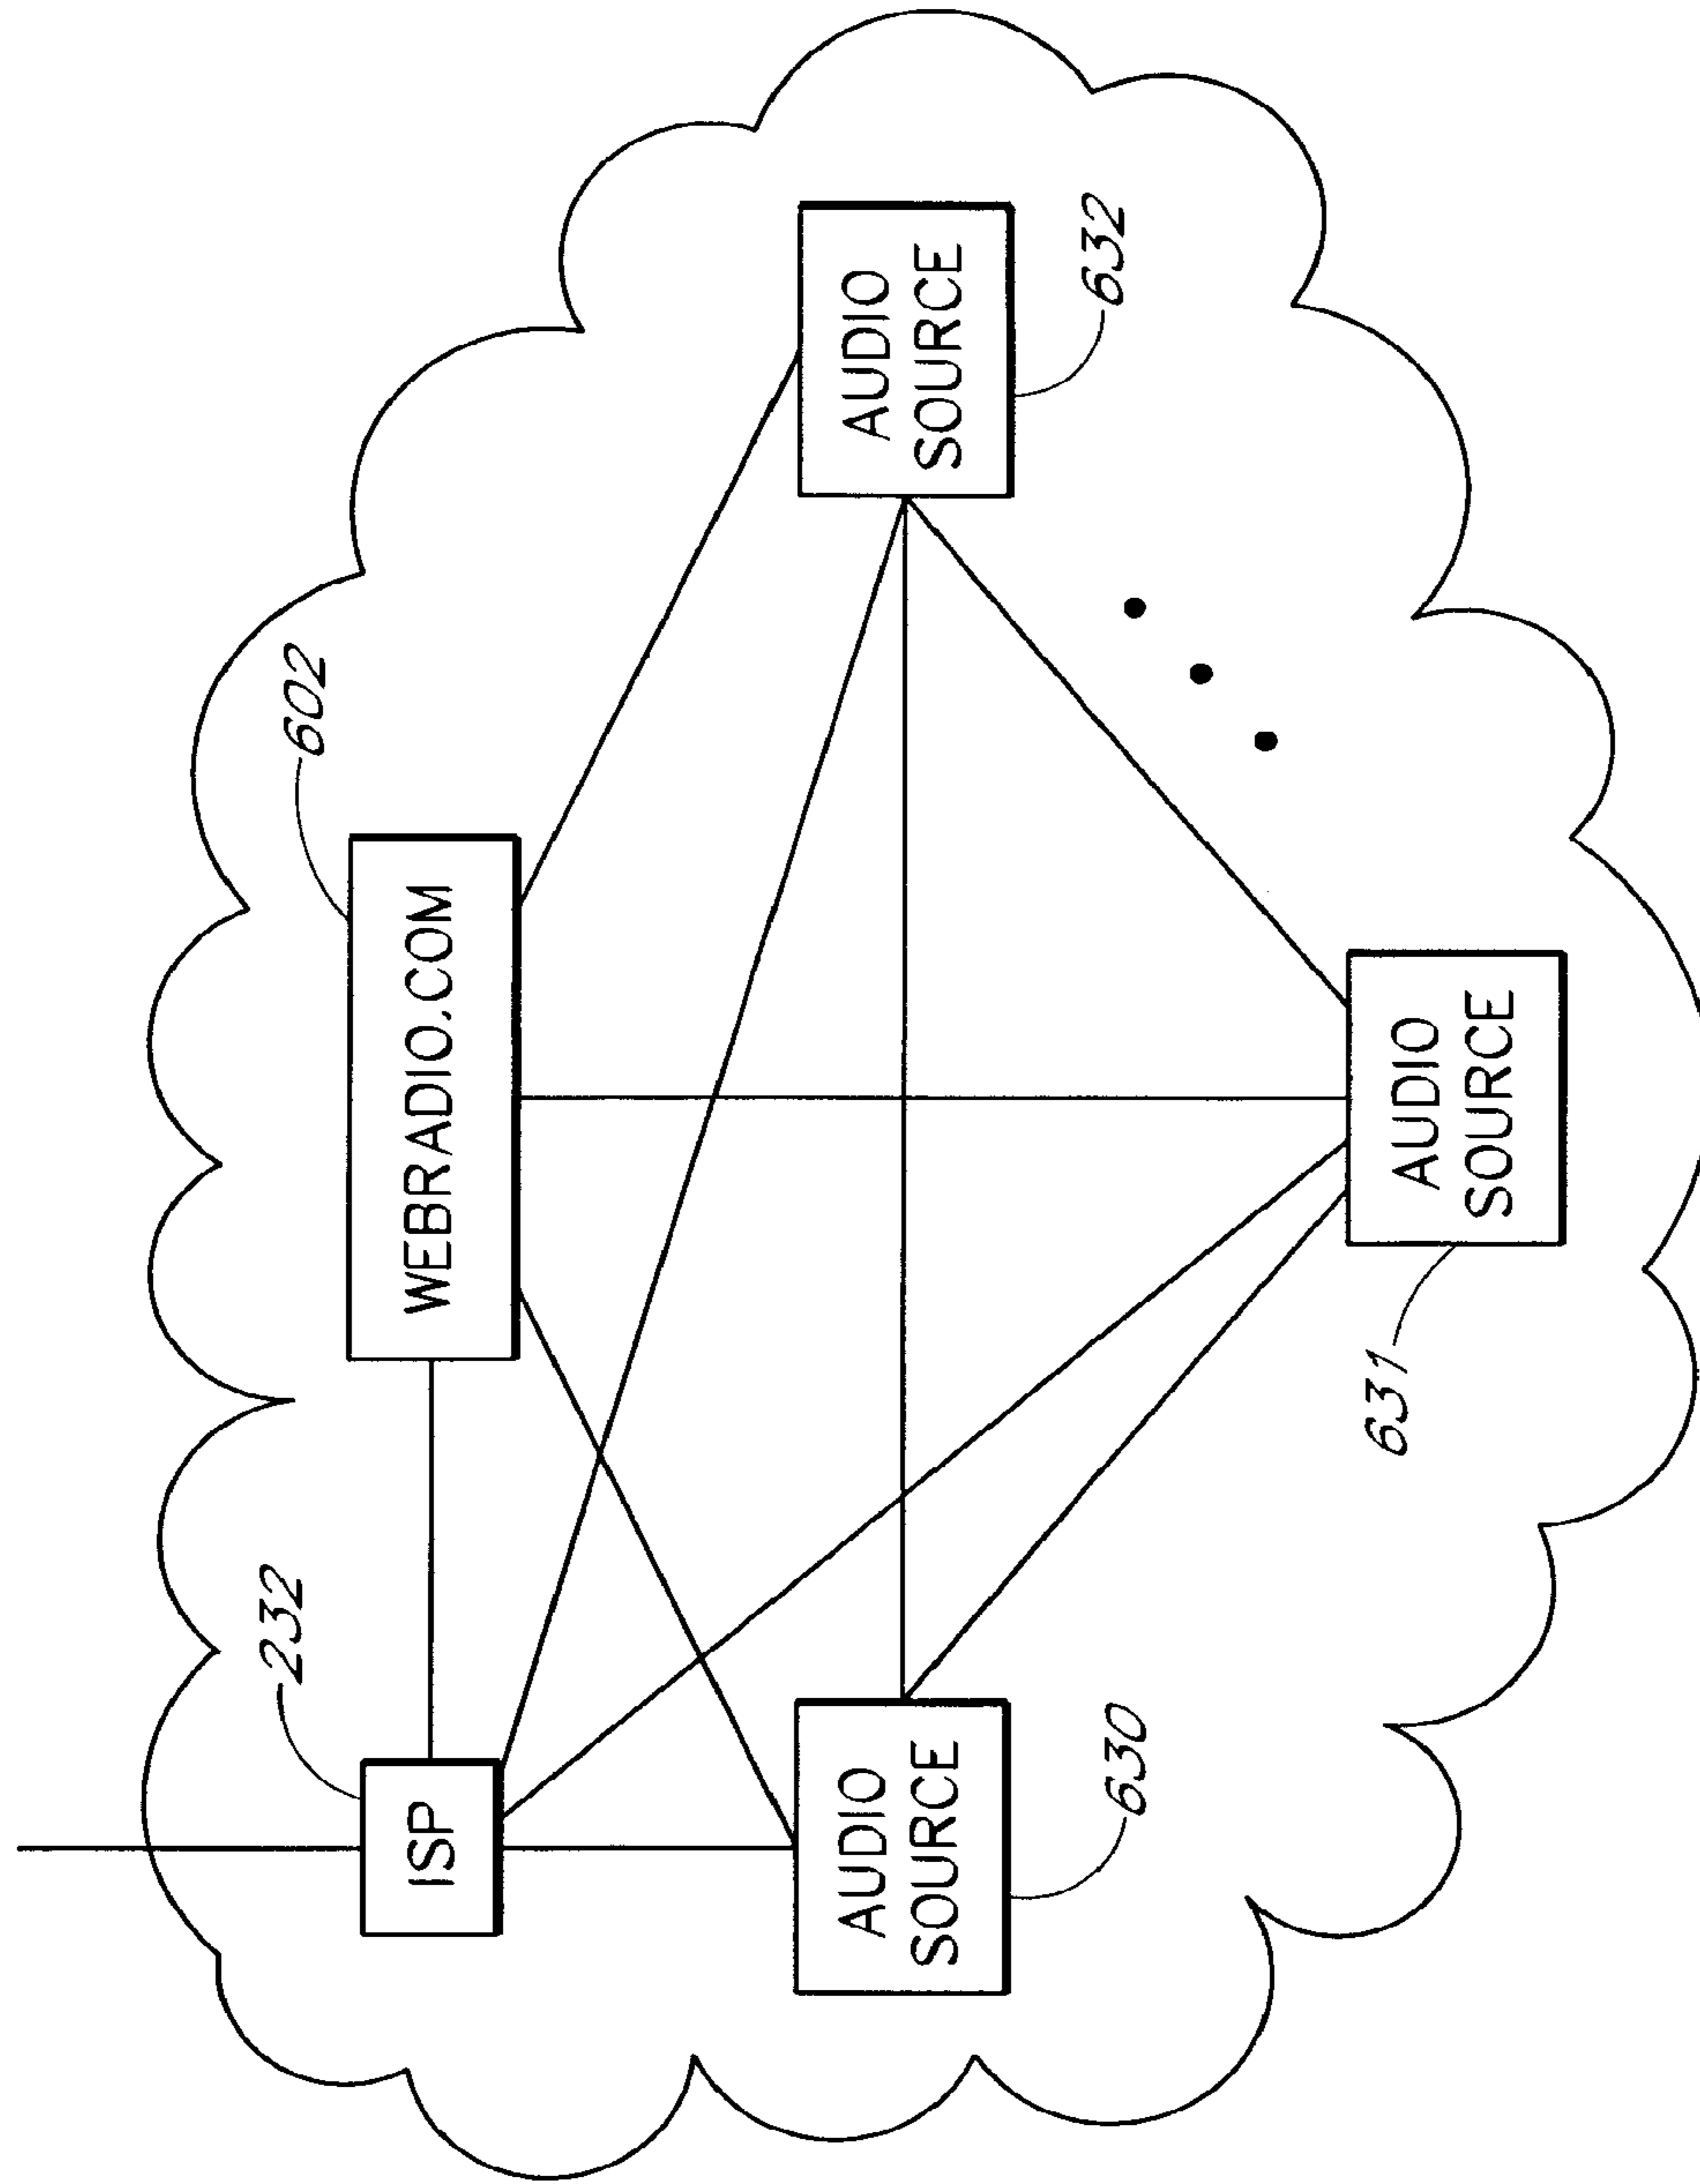 232
602
ISP
WEBRADIO.COM
AUDIO
SOURCE
630
AUDIO
SOURCE
632
631
AUDIO
SOURCE